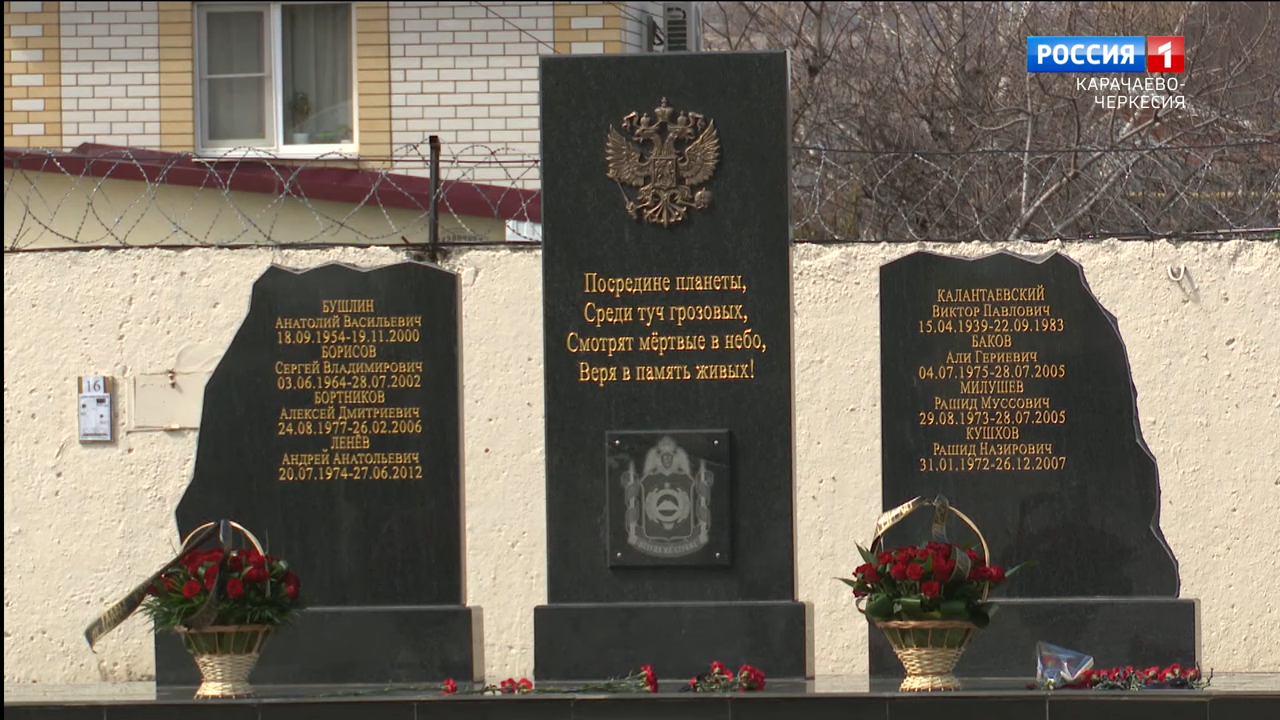 РОССИЯ 1
КАРАЧАЕВО-
ЧЕРКЕСИЯ
БУШЛИН
АНАТОЛИЙ ВАСИЛЬЕВИЧ
18.09.1954-19.11.2000
БОРИСОВ
СЕРГЕЙ ВЛАДИМИРОВИЧ
03.06.1964-28.07.2002
БОРТНИКОВ
АЛЕКСЕЙ ДМИТРИЕВИЧ
24.08.1977-26.02.2006
ЛЕНЁВ
АНДРЕЙ АНАТОЛЬЕВИЧ
20.07.1974-27.06.2012
Посредине планеты,
Среди туч грозовых,
Смотрят мёртвые в небо,
Веря в память живых!
КАЛАНТАЕВСКИЙ
ВИКТОР ПАВЛОВИЧ
15.04.1939-22.09.1983
БАКОВ
АЛИ ГЕРИЕВИЧ
04.07.1975-28.07.2005
МИЛУШЕВ
РАШИД МУССОВИЧ
29.08.1973-28.07.2005
КУШХОВ
РАШИД НАЗИРОВИЧ
31.01.1972-26.12.2007
16